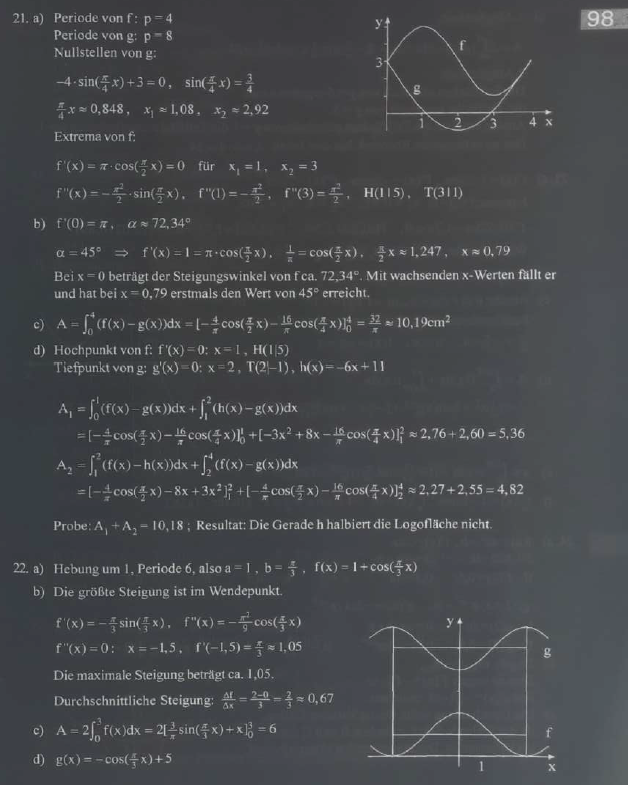 98
21. a) Periode von f: p = 4
Periode von g: p = 8
Nullstellen von g:
−4·sin(π/4 x) + 3 = 0, sin(π/4 x) = 3/4
π/4 x ≈ 0,848, x₁ ≈ 1,08, x₂ ≈ 2,92
Extrema von f:
f'(x) = π·cos(π/2 x) = 0 für x₁ = 1, x₂ = 3
f''(x) = −π²/2·sin(π/2 x), f''(1) = −π²/2, f''(3) = π²/2, H(1|5), T(3|1)
y
3
f
g
1 2 3 4 x
b) f'(0) = π, α ≈ 72,34°
α = 45° ⇒ f'(x) = 1 = π·cos(π/2 x), 1/π = cos(π/2 x), π/2 x ≈ 1,247, x ≈ 0,79
Bei x = 0 beträgt der Steigungswinkel von f ca. 72,34°. Mit wachsenden x-Werten fällt er
und hat bei x = 0,79 erstmals den Wert von 45° erreicht.
c) A = ∫₀⁴(f(x) − g(x))dx = [−4/π cos(π/2 x) − 16/π cos(π/4 x)]₀⁴ = 32/π ≈ 10,19cm²
d) Hochpunkt von f: f'(x) = 0: x = 1, H(1|5)
Tiefpunkt von g: g'(x) = 0: x = 2, T(2|−1), h(x) = −6x + 11
A₁ = ∫₀¹(f(x) − g(x))dx + ∫₁²(h(x) − g(x))dx
= [−4/π cos(π/2 x) − 16/π cos(π/4 x)]₀¹ + [−3x² + 8x − 16/π cos(π/4 x)]₁² ≈ 2,76 + 2,60 = 5,36
A₂ = ∫₁²(f(x) − h(x))dx + ∫₂⁴(f(x) − g(x))dx
= [−4/π cos(π/2 x) − 8x + 3x²]₁² + [−4/π cos(π/2 x) − 16/π cos(π/4 x)]₂⁴ ≈ 2,27 + 2,55 = 4,82
Probe: A₁ + A₂ = 10,18 ; Resultat: Die Gerade h halbiert die Logofläche nicht.
22. a) Hebung um 1, Periode 6, also a = 1, b = π/3, f(x) = 1 + cos(π/3 x)
b) Die größte Steigung ist im Wendepunkt.
f'(x) = −π/3 sin(π/3 x), f''(x) = −π²/9 cos(π/3 x)
f''(x) = 0: x = −1,5, f'(−1,5) = π/3 ≈ 1,05
Die maximale Steigung beträgt ca. 1,05.
Durchschnittliche Steigung: Δf/Δx = 2−0/3 = 2/3 ≈ 0,67
c) A = 2∫₀³f(x)dx = 2[3/π sin(π/3 x) + x]₀³ = 6
d) g(x) = −cos(π/3 x) + 5
y
g
f
1 x